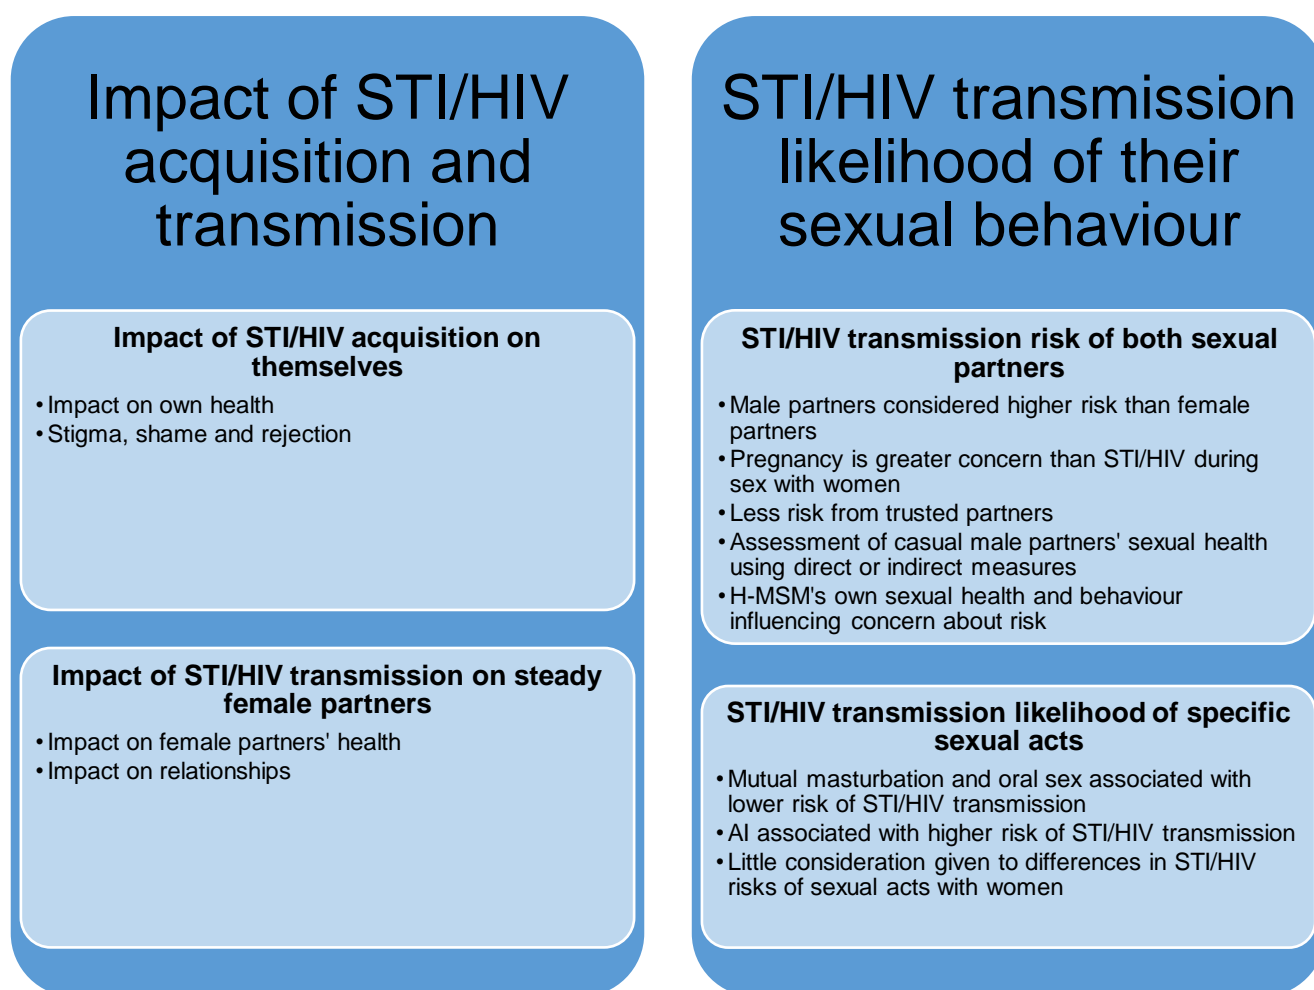 Impact of STI/HIV
acquisition and
transmission
Impact of STI/HIV acquisition on
themselves
• Impact on own health
• Stigma, shame and rejection
Impact of STI/HIV transmission on steady
female partners
• Impact on female partners' health
• Impact on relationships
STI/HIV transmission
likelihood of their
sexual behaviour
STI/HIV transmission risk of both sexual
partners
• Male partners considered higher risk than female
partners
• Pregnancy is greater concern than STI/HIV during
sex with women
• Less risk from trusted partners
• Assessment of casual male partners' sexual health
using direct or indirect measures
• H-MSM's own sexual health and behaviour
influencing concern about risk
STI/HIV transmission likelihood of specific
sexual acts
• Mutual masturbation and oral sex associated with
lower risk of STI/HIV transmission
• AI associated with higher risk of STI/HIV transmission
• Little consideration given to differences in STI/HIV
risks of sexual acts with women